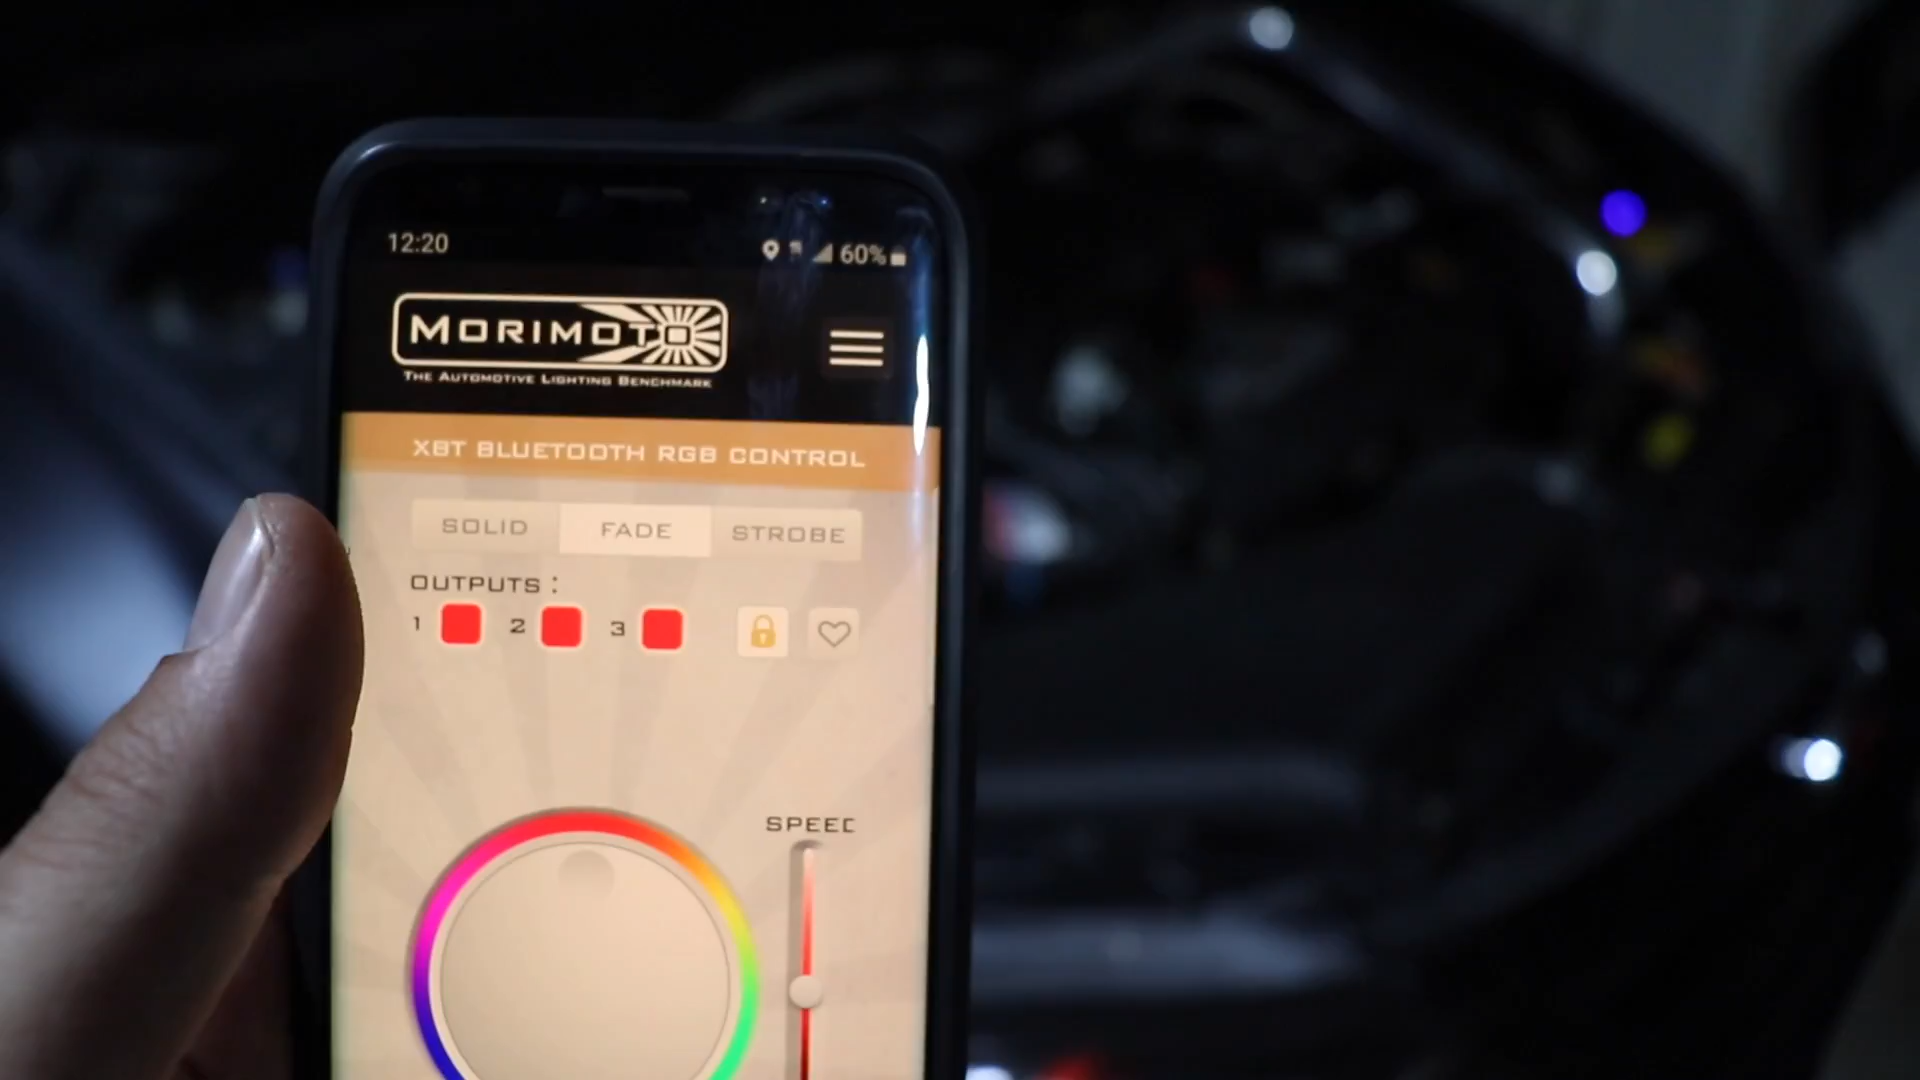 12:20 60%
MORIMOTO
THE AUTOMOTIVE LIGHTING BENCHMARK
XBT BLUETOOTH RGB CONTROL
SOLID FADE STROBE
OUTPUTS :
1 2 3
SPEED